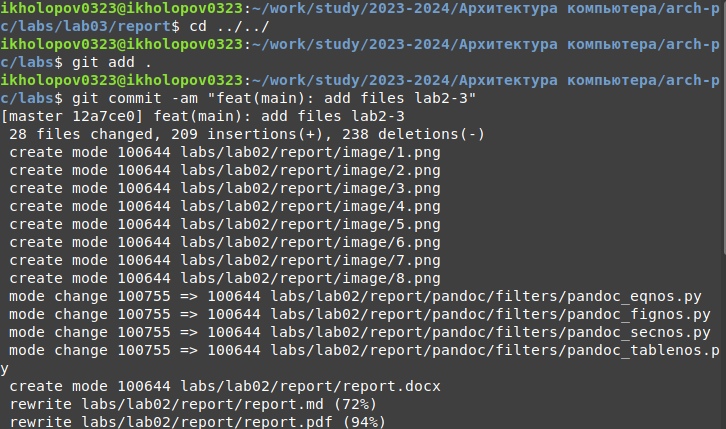 ikholopov0323@ikholopov0323:~/work/study/2023-2024/Архитектура компьютера/arch-p
c/labs/lab03/report$ cd ../../
ikholopov0323@ikholopov0323:~/work/study/2023-2024/Архитектура компьютера/arch-p
c/labs$ git add .
ikholopov0323@ikholopov0323:~/work/study/2023-2024/Архитектура компьютера/arch-p
c/labs$ git commit -am "feat(main): add files lab2-3"
[master 12a7ce0] feat(main): add files lab2-3
 28 files changed, 209 insertions(+), 238 deletions(-)
 create mode 100644 labs/lab02/report/image/1.png
 create mode 100644 labs/lab02/report/image/2.png
 create mode 100644 labs/lab02/report/image/3.png
 create mode 100644 labs/lab02/report/image/4.png
 create mode 100644 labs/lab02/report/image/5.png
 create mode 100644 labs/lab02/report/image/6.png
 create mode 100644 labs/lab02/report/image/7.png
 create mode 100644 labs/lab02/report/image/8.png
 mode change 100755 => 100644 labs/lab02/report/pandoc/filters/pandoc_eqnos.py
 mode change 100755 => 100644 labs/lab02/report/pandoc/filters/pandoc_fignos.py
 mode change 100755 => 100644 labs/lab02/report/pandoc/filters/pandoc_secnos.py
 mode change 100755 => 100644 labs/lab02/report/pandoc/filters/pandoc_tablenos.p
y
 create mode 100644 labs/lab02/report/report.docx
 rewrite labs/lab02/report/report.md (72%)
 rewrite labs/lab02/report/report.pdf (94%)